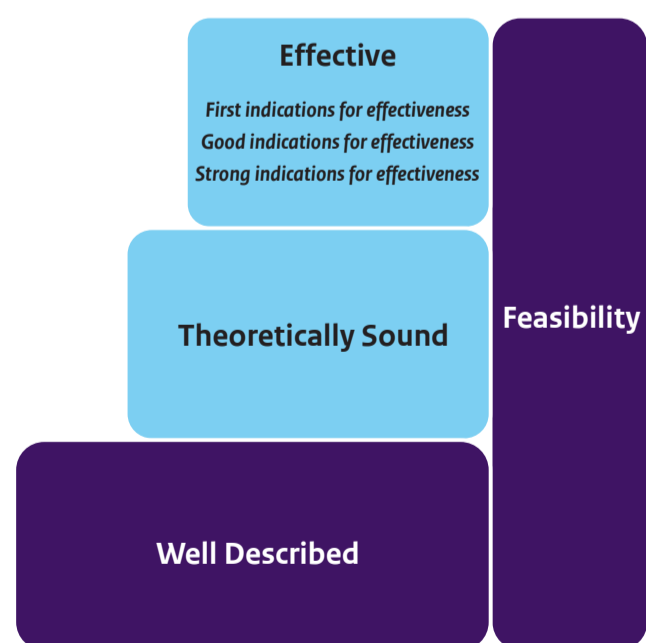 Effective
First indications for effectiveness
Good indications for effectiveness
Strong indications for effectiveness
Theoretically Sound
Feasibility
Well Described